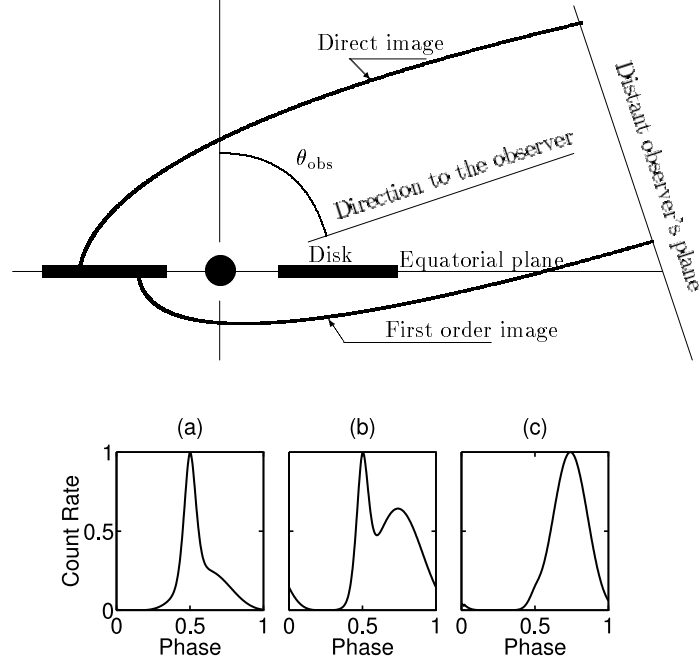 Direct image
θobs
Direction to the observer
Distant observer's plane
Disk
Equatorial plane
First order image
(a)
(b)
(c)
Count Rate
1
0.5
0
0 0.5 1
0 0.5 1
0 0.5 1
Phase
Phase
Phase